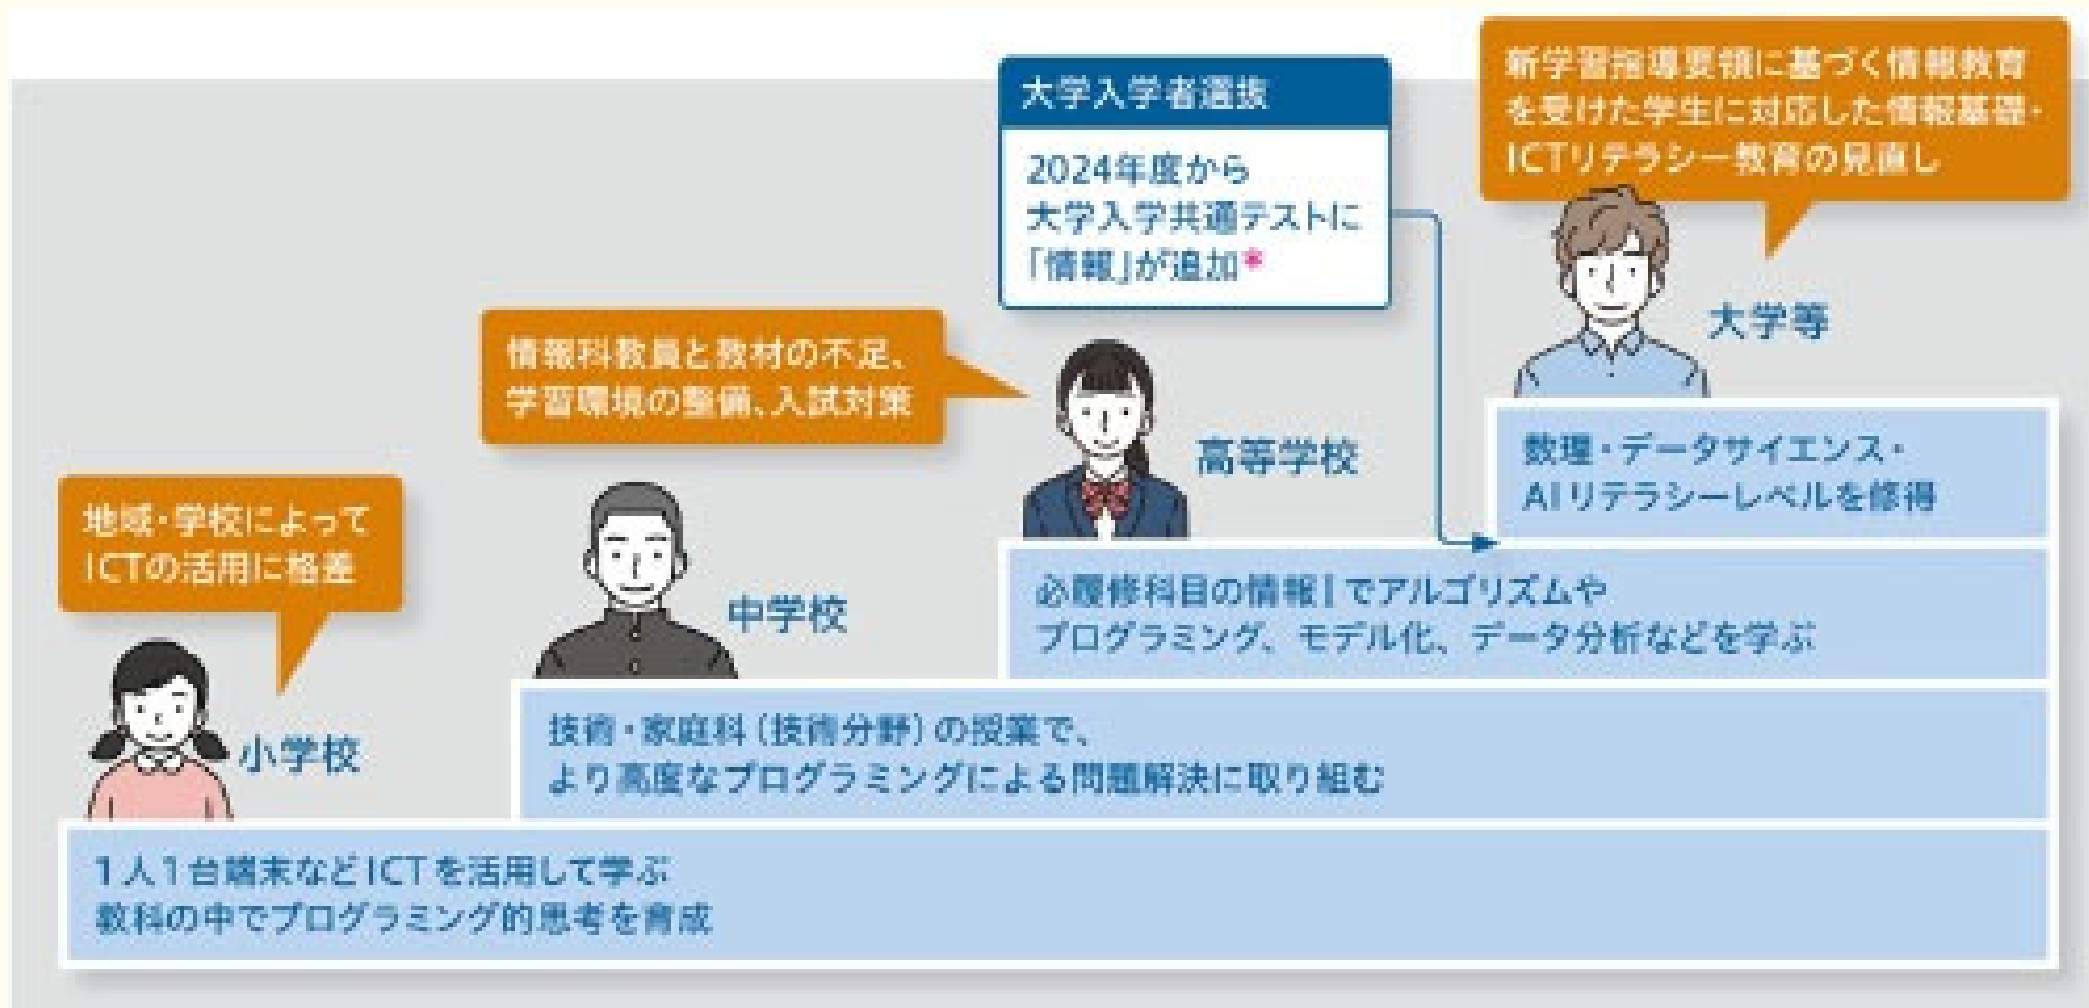 新学習指導要領に基づく情報教育
を受けた学生に対応した情報基礎・
ICTリテラシー教育の見直し
大学入学者選抜
2024年度から
大学入学共通テストに
「情報」が追加*
大学等
情報科教員と教材の不足、
学習環境の整備、入試対策
高等学校
数理・データサイエンス・
AIリテラシーレベルを修得
地域・学校によって
ICTの活用に格差
中学校
必履修科目の情報Ⅰでアルゴリズムや
プログラミング、モデル化、データ分析などを学ぶ
小学校
技術・家庭科(技術分野)の授業で、
より高度なプログラミングによる問題解決に取り組む
1人1台端末などICTを活用して学ぶ
教科の中でプログラミング的思考を育成